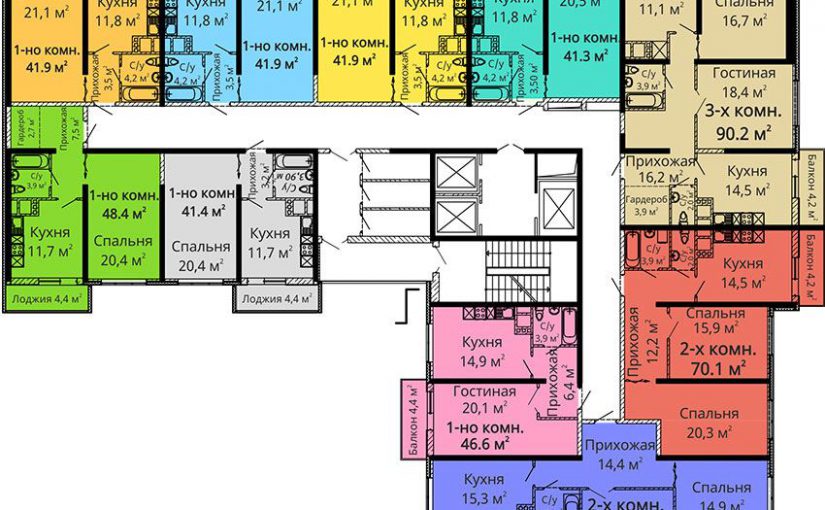 21,1 м²
Кухня
11,8 м²
1-но комн.
41.9 м²
Прихожая
3,5 м²
С/у
4,2 м²
Кухня
11,8 м²
21,1 м²
1-но комн.
41.9 м²
С/у
4,2 м²
Прихожая
3,5 м²
21,1 м²
Кухня
11,8 м²
1-но комн.
41.9 м²
Прихожая
3,5 м²
С/у
4,2 м²
Кухня
11,8 м²
20,5 м²
1-но комн.
41.3 м²
С/у
4,2 м²
Прихожая
3,50 м²
11,1 м²
Спальня
16,7 м²
С/у
3,9 м²
Гостиная
18,4 м²
3-х комн.
90.2 м²
Прихожая
16,2 м²
Гардероб
3,9 м²
С/у
2,0 м²
Кухня
14,5 м²
Балкон 4,2 м²
Гардероб
2,7 м²
Прихожая
7,5 м²
С/у
3,9 м²
Кухня
11,7 м²
1-но комн.
48.4 м²
Спальня
20,4 м²
Лоджия 4,4 м²
1-но комн.
41.4 м²
Спальня
20,4 м²
Прихожая
3,2 м²
С/у
3,90 м²
Кухня
11,7 м²
Лоджия 4,4 м²
С/у
3,9 м²
С/у
2,0 м²
Кухня
14,5 м²
Балкон 4,2 м²
Прихожая
12,2 м²
Спальня
15,9 м²
2-х комн.
70.1 м²
Спальня
20,3 м²
Кухня
14,9 м²
С/у
3,9 м²
Прихожая
6,4 м²
Гостиная
20,1 м²
1-но комн.
46.6 м²
Балкон 4,4 м²
Прихожая
14,4 м²
Кухня
15,3 м²
С/у
2-х комн.
Спальня
14,9 м²